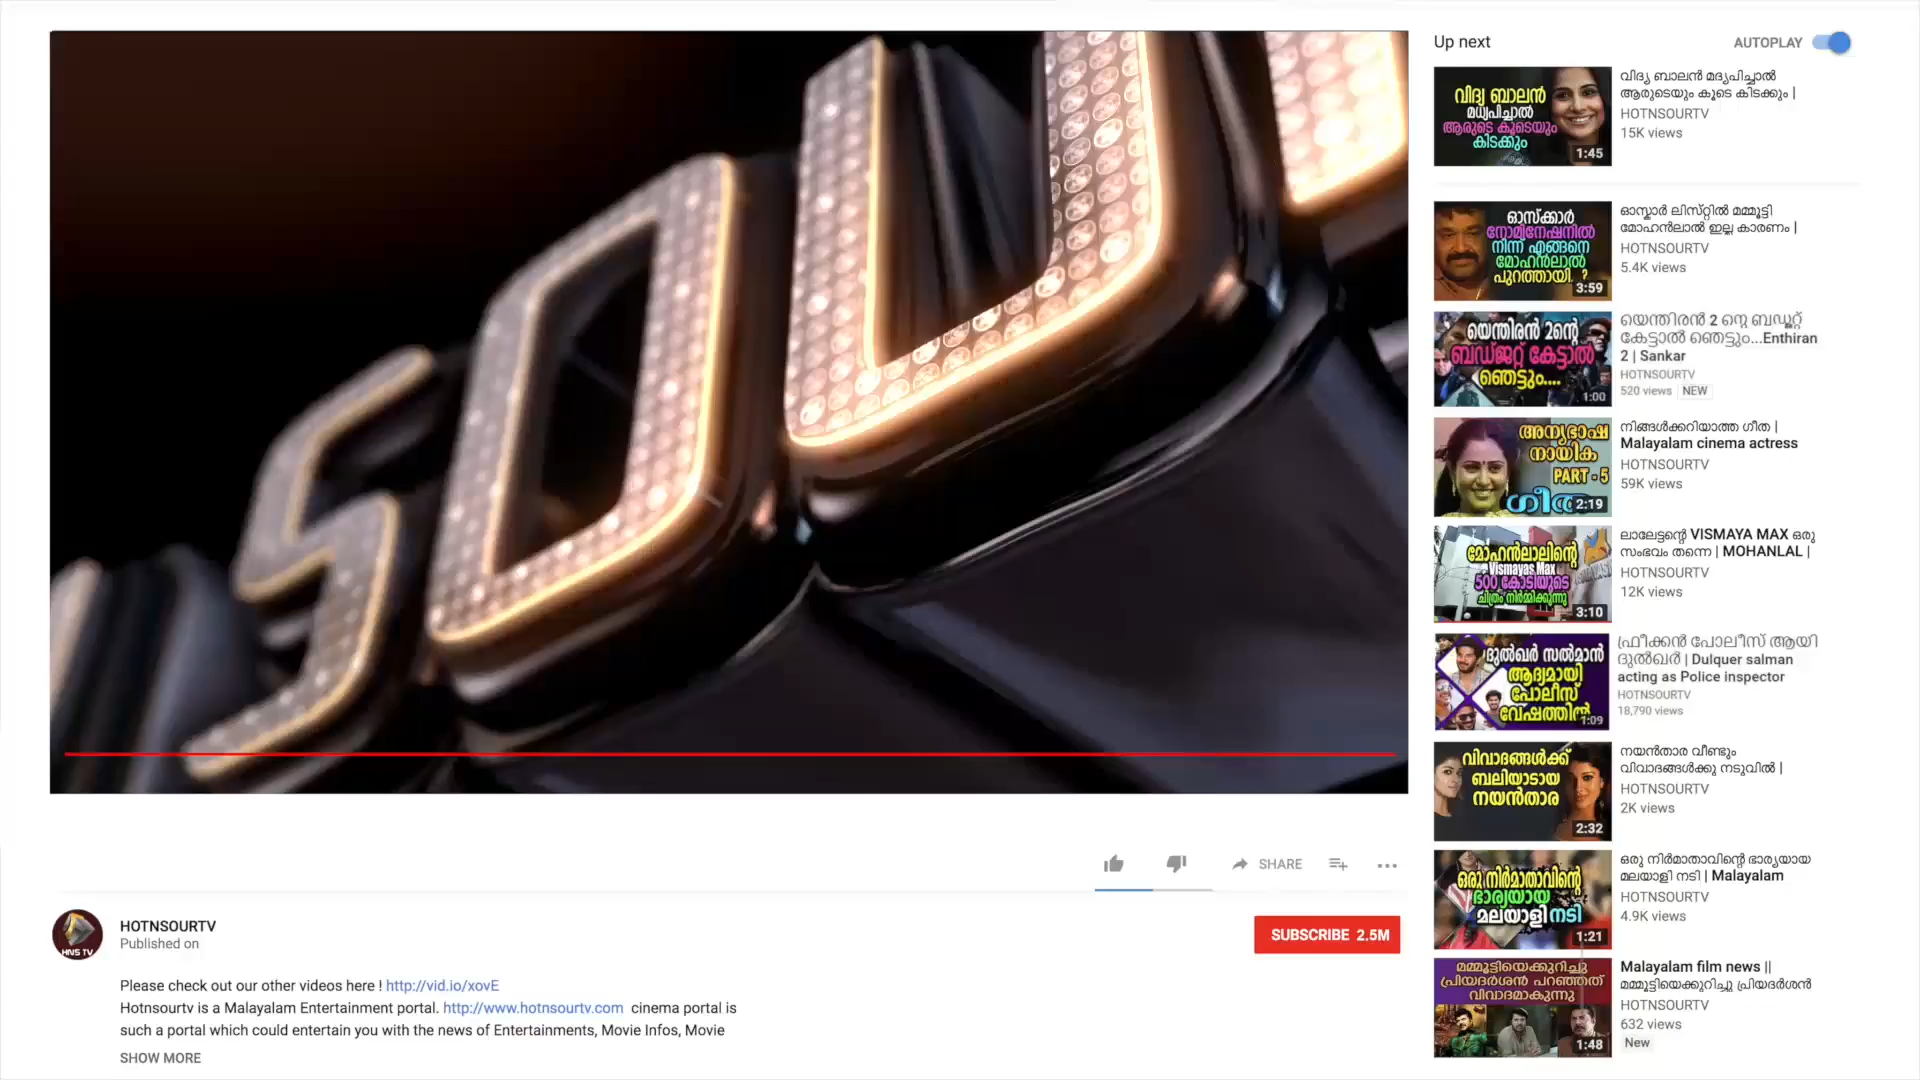 SOU
Up next
AUTOPLAY
വിദ്യ ബാലൻ
മധ്യപിച്ചാൽ
ആരുടെ കൂടെയും
കിടക്കും
1:45
വിദ്യ ബാലൻ മദ്യപിച്ചാൽ
ആരുടെയും കൂടെ കിടക്കും |
HOTNSOURTV
15K views
ഓസ്ക്കാർ
നോമിനേഷനിൽ
നിന്ന് എങ്ങനെ
മോഹൻലാൽ
പുറത്തായി. ?
3:59
ഓസ്കാർ ലിസ്റ്റിൽ മമ്മൂട്ടി
മോഹൻലാൽ ഇല്ല കാരണം |
HOTNSOURTV
5.4K views
യെന്തിരൻ 2ന്റെ
ബഡ്ജറ്റ് കേട്ടാൽ
ഞെട്ടും....
1:00
യെന്തിരൻ 2 ന്റെ ബഡ്ജറ്റ്
കേട്ടാൽ ഞെട്ടും...Enthiran
2 | Sankar
HOTNSOURTV
520 views NEW
അന്യഭാഷ
നായിക
PART - 5
ഗീത
2:19
നിങ്ങൾക്കറിയാത്ത ഗീത |
Malayalam cinema actress
HOTNSOURTV
59K views
മോഹൻലാലിന്റെ
Vismayas Max
500 കോടിയുടെ
ചിത്രം നിർമ്മിക്കുന്നു
3:10
ലാലേട്ടന്റെ VISMAYA MAX ഒരു
സംഭവം തന്നെ | MOHANLAL |
HOTNSOURTV
12K views
ദുൽഖർ സൽമാൻ
ആദ്യമായി
പോലീസ്
വേഷത്തിൽ
1:09
ഫ്രീക്കൻ പോലീസ് ആയി
ദുൽഖർ | Dulquer salman
acting as Police inspector
HOTNSOURTV
18,790 views
വിവാദങ്ങൾക്ക്
ബലിയാടായ
നയൻതാര
2:32
നയൻതാര വീണ്ടും
വിവാദങ്ങൾക്കു നടുവിൽ |
HOTNSOURTV
2K views
ഒരു നിർമാതാവിന്റെ
ഭാര്യയായ
മലയാളി നടി
1:21
ഒരു നിർമാതാവിന്റെ ഭാര്യയായ
മലയാളി നടി | Malayalam
HOTNSOURTV
4.9K views
മമ്മൂട്ടിയെക്കുറിച്ചു
പ്രിയദർശൻ പറഞ്ഞത്
വിവാദമാകുന്നു
1:48
Malayalam film news ||
മമ്മൂട്ടിയെക്കുറിച്ചു പ്രിയദർശൻ
HOTNSOURTV
632 views
New
SHARE
HNS TV
HOTNSOURTV
Published on
SUBSCRIBE 2.5M
Please check out our other videos here ! http://vid.io/xovE
Hotnsourtv is a Malayalam Entertainment portal. http://www.hotnsourtv.com cinema portal is
such a portal which could entertain you with the news of Entertainments, Movie Infos, Movie
SHOW MORE